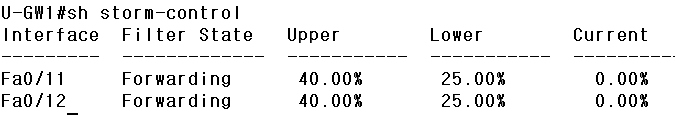 U-GW1#sh storm-control
Interface  Filter State   Upper        Lower        Current
---------  -------------  -----------  -----------  ----------
Fa0/11     Forwarding      40.00%       25.00%        0.00%
Fa0/12     Forwarding      40.00%       25.00%        0.00%